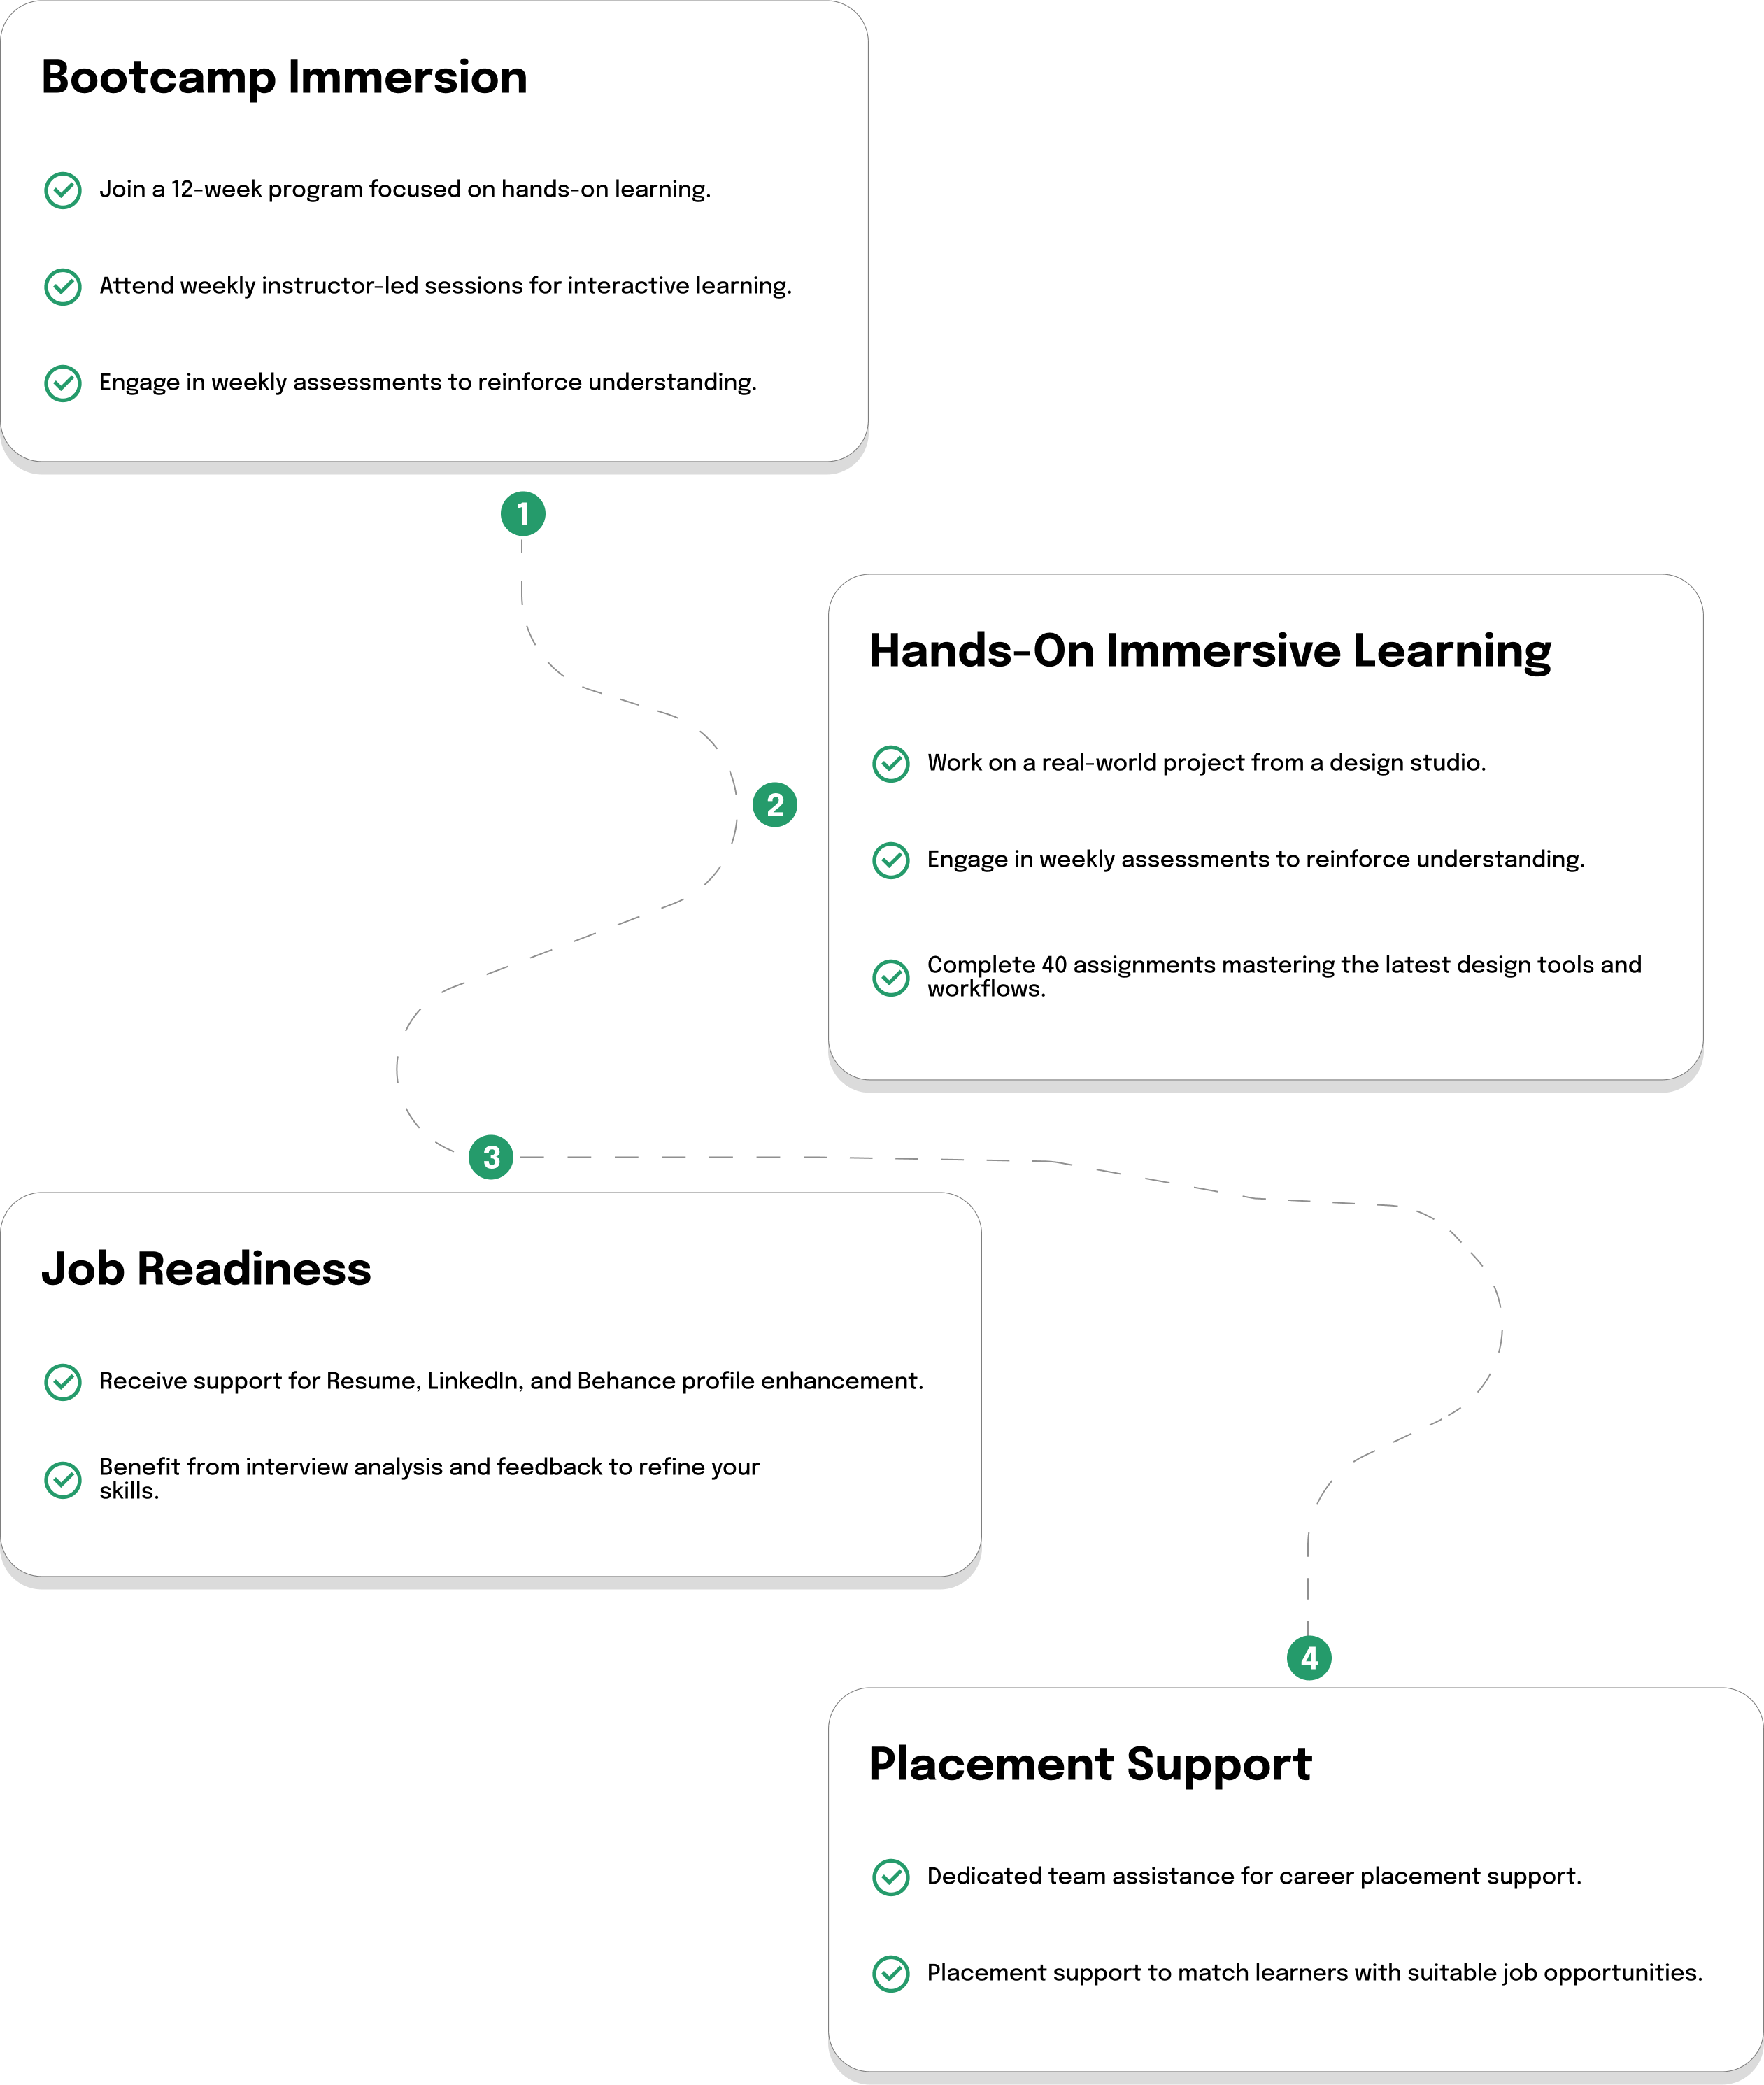 Bootcamp Immersion
Join a 12-week program focused on hands-on learning.
Attend weekly instructor-led sessions for interactive learning.
Engage in weekly assessments to reinforce understanding.
1
Hands-On Immersive Learning
Work on a real-world project from a design studio.
Engage in weekly assessments to reinforce understanding.
Complete 40 assignments mastering the latest design tools and
workflows.
2
3
Job Readiness
Receive support for Resume, LinkedIn, and Behance profile enhancement.
Benefit from interview analysis and feedback to refine your
skills.
4
Placement Support
Dedicated team assistance for career placement support.
Placement support to match learners with suitable job opportunities.